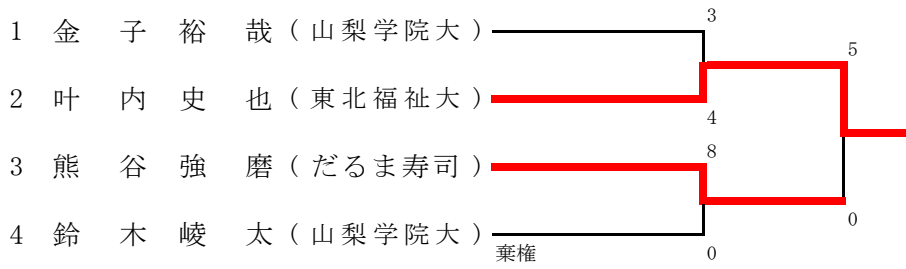 3
1 金子裕哉(山梨学院大)
5
2 叶内史也(東北福祉大)
4
8
3 熊谷強磨(だるま寿司)
0
4 鈴木崚太(山梨学院大)
棄権 0